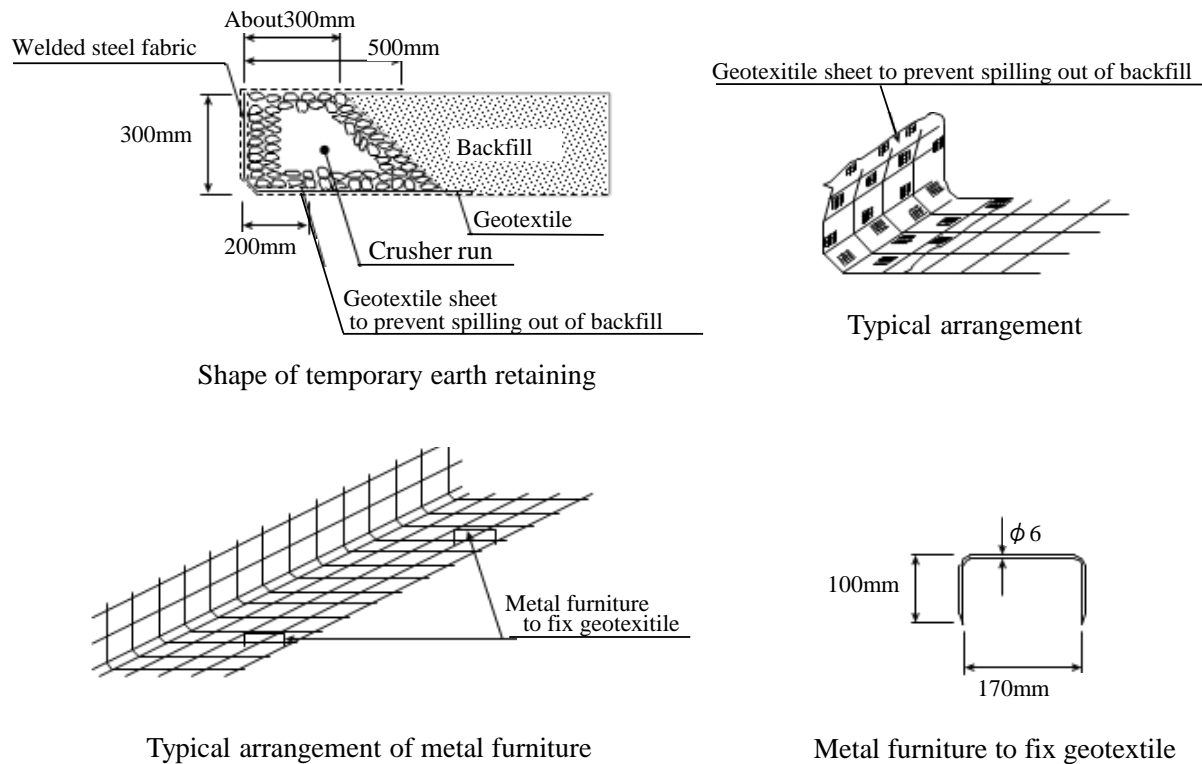 About300mm
Welded steel fabric
500mm
300mm
Backfill
Geotextile
200mm
Crusher run
Geotextile sheet
to prevent spilling out of backfill
Shape of temporary earth retaining
Geotexitile sheet to prevent spilling out of backfill
Typical arrangement
Metal furniture
to fix geotexitile
Typical arrangement of metal furniture
φ6
100mm
170mm
Metal furniture to fix geotextile